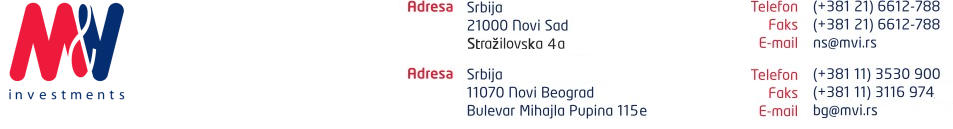 M&V
investments
Adresa Srbija
21000 Novi Sad
Stražilovska 4a
Telefon (+381 21) 6612-788
Faks (+381 21) 6612-788
E-mail ns@mvi.rs
Adresa Srbija
11070 Novi Beograd
Bulevar Mihajla Pupina 115e
Telefon (+381 11) 3530 900
Faks (+381 11) 3116 974
E-mail bg@mvi.rs